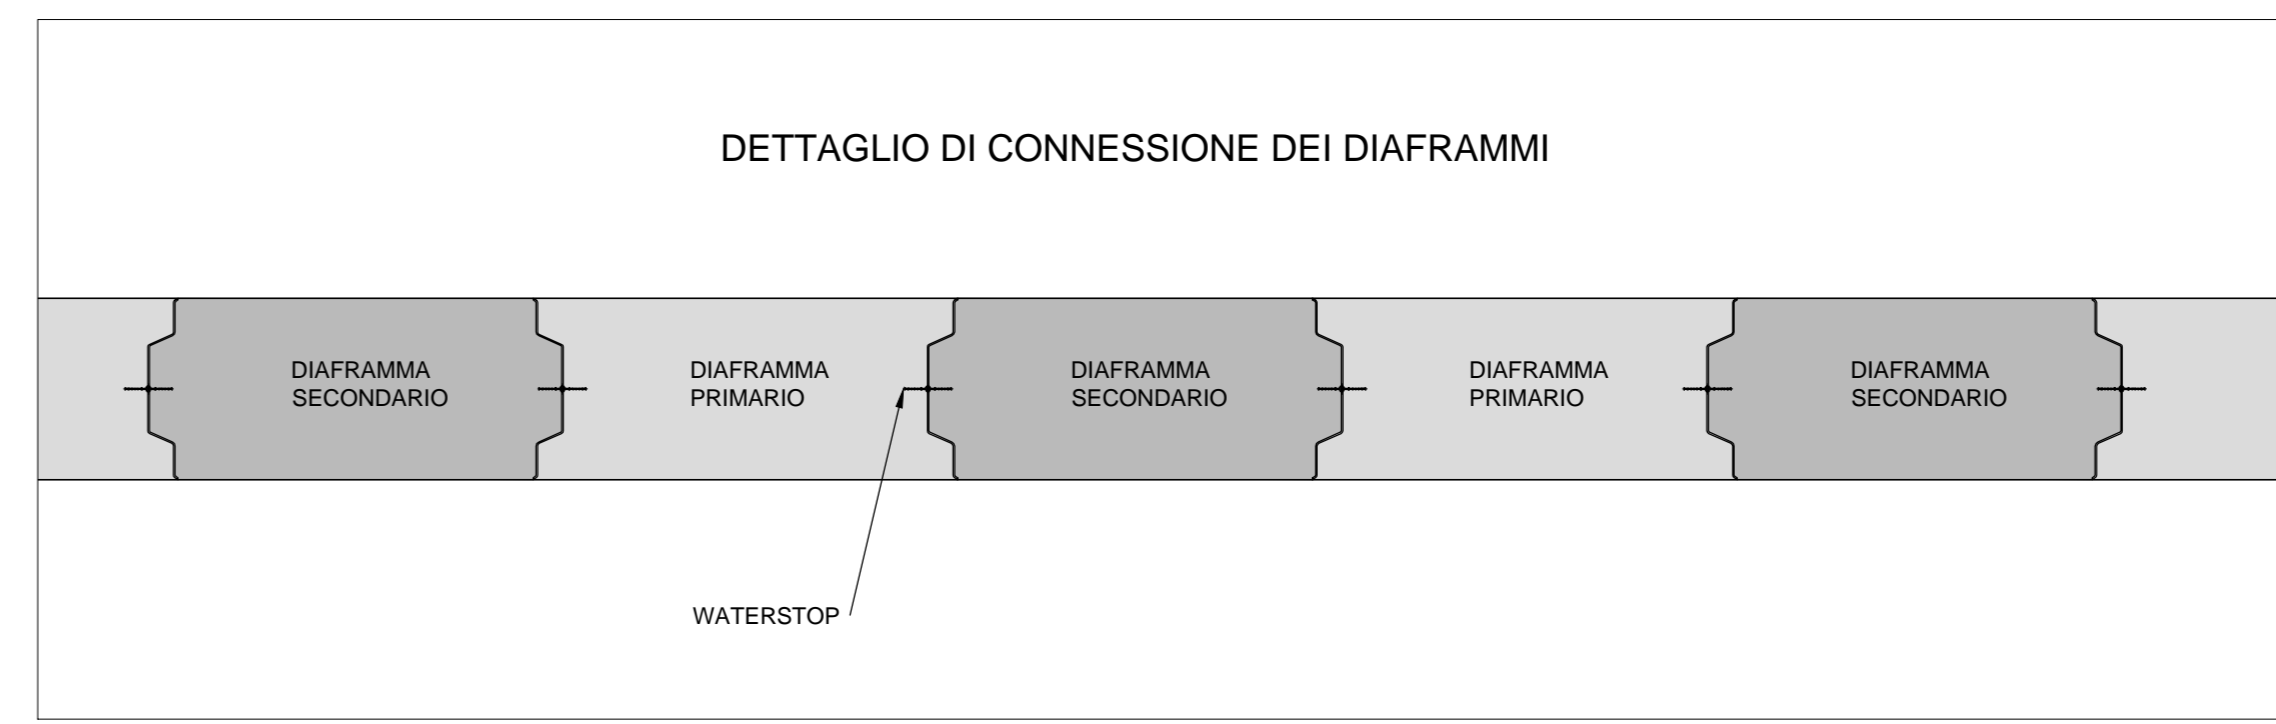 DETTAGLIO DI CONNESSIONE DEI DIAFRAMMI
DIAFRAMMA
SECONDARIO
DIAFRAMMA
PRIMARIO
DIAFRAMMA
SECONDARIO
DIAFRAMMA
PRIMARIO
DIAFRAMMA
SECONDARIO
WATERSTOP